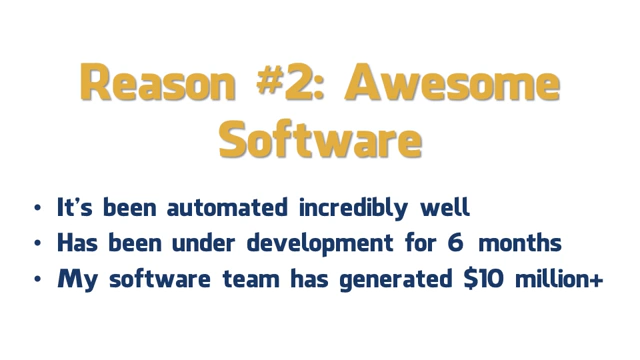 Reason #2: Awesome
Software
• It's been automated incredibly well
• Has been under development for 6 months
• My software team has generated $10 million+